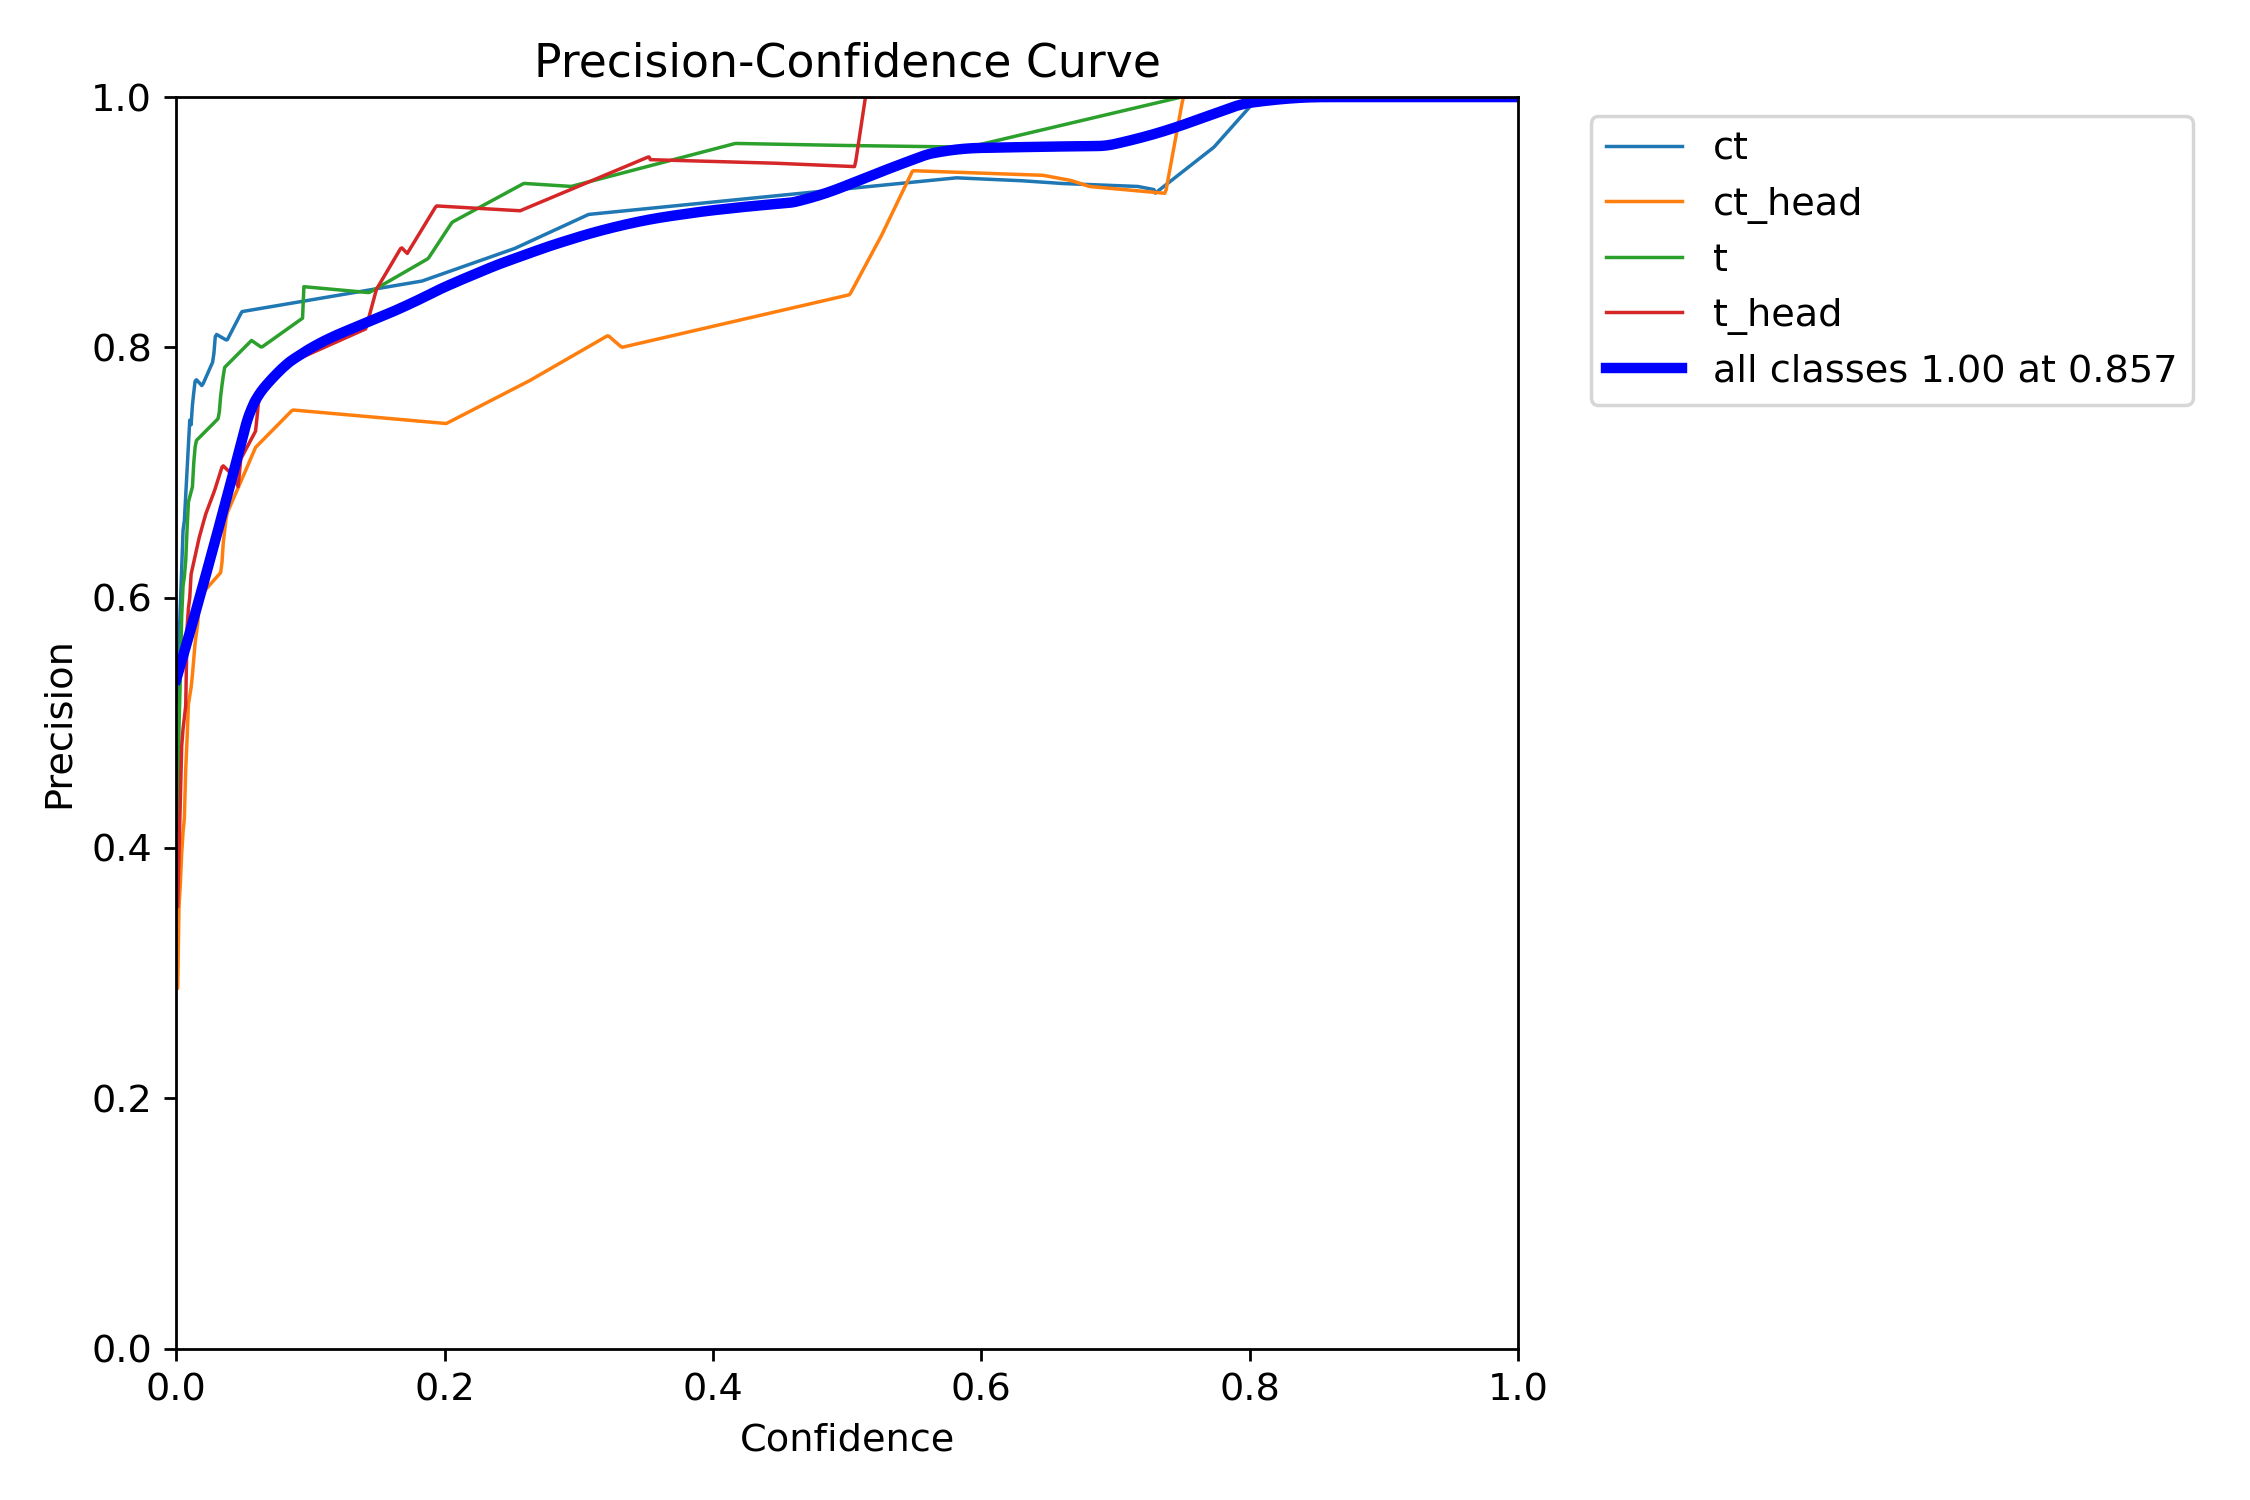 Precision-Confidence Curve
1.0
0.8
0.6
0.4
0.2
0.0
Precision
0.0 0.2 0.4 0.6 0.8 1.0
Confidence
ct
ct_head
t
t_head
all classes 1.00 at 0.857